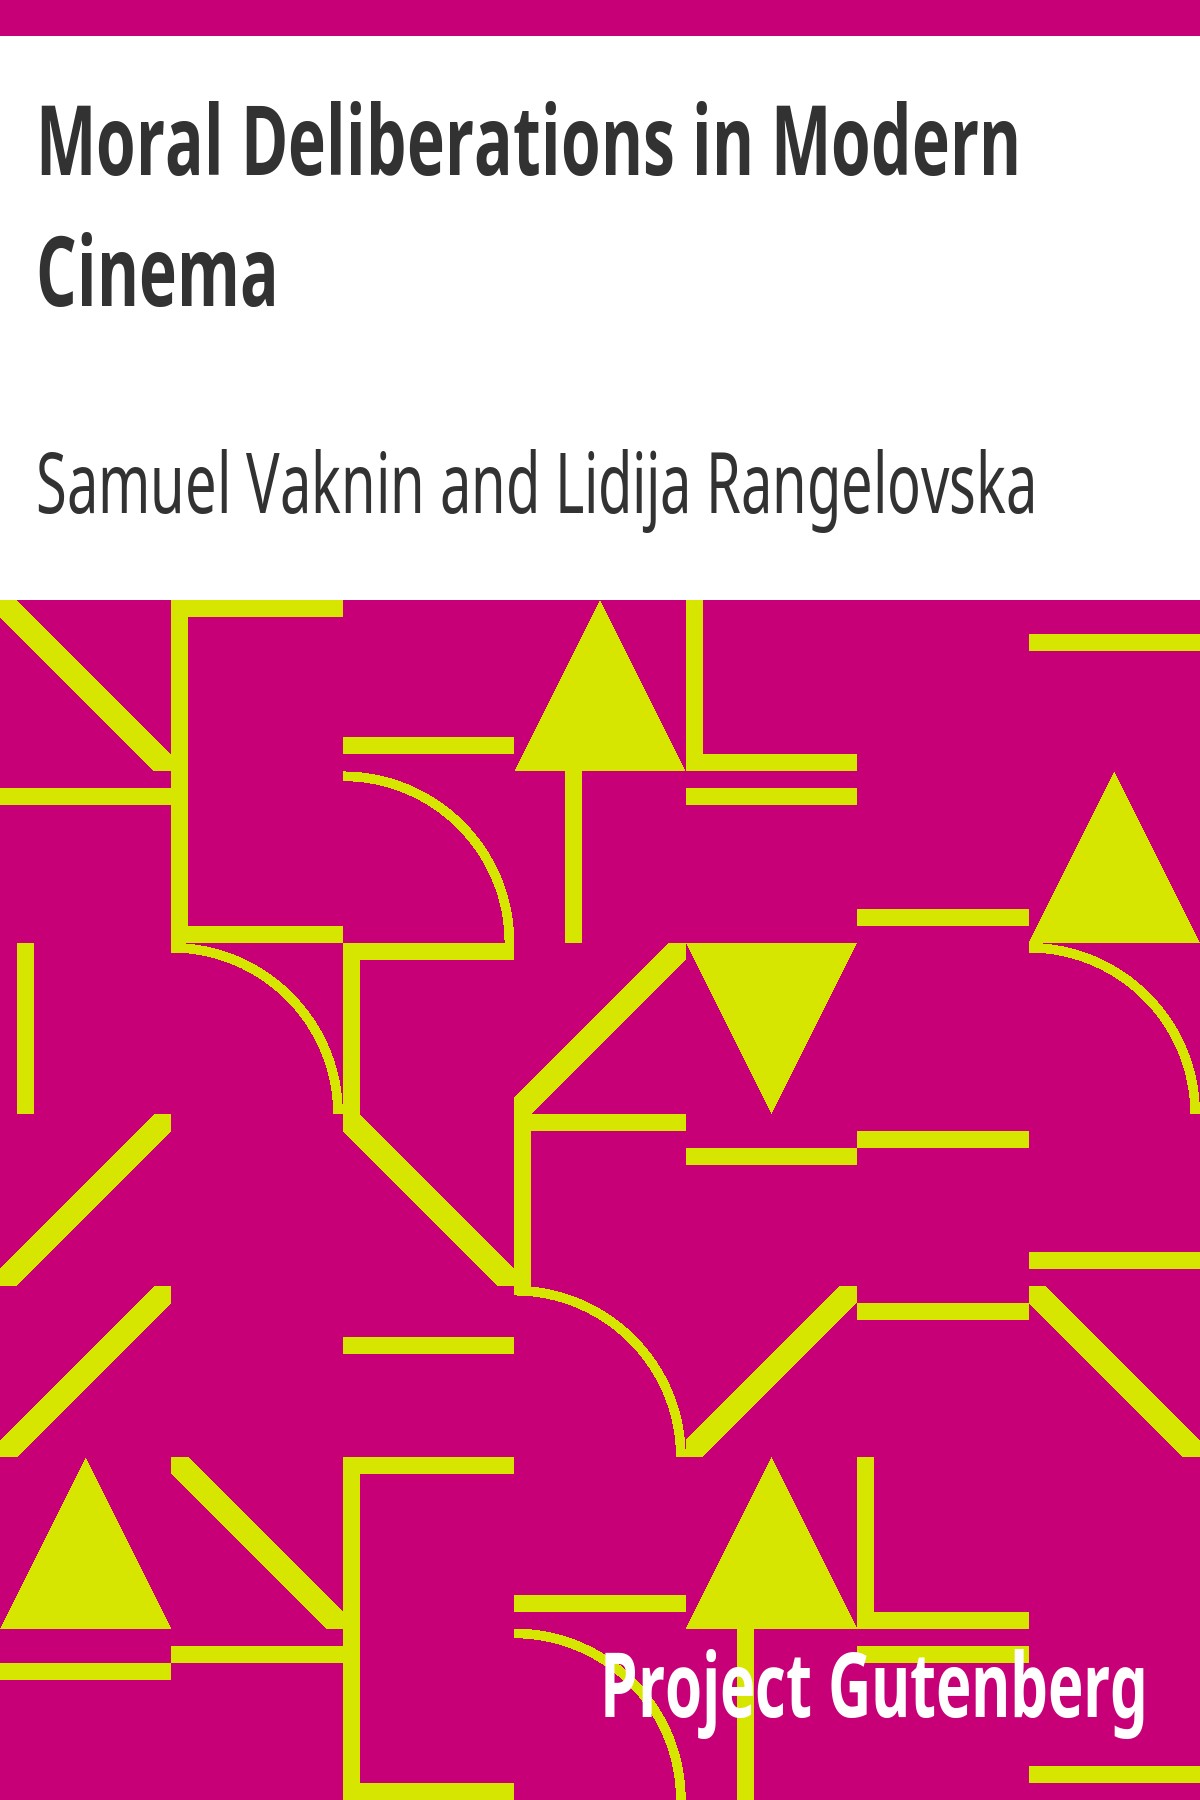 Moral Deliberations in Modern
Cinema
Samuel Vaknin and Lidija Rangelovska
Project Gutenberg